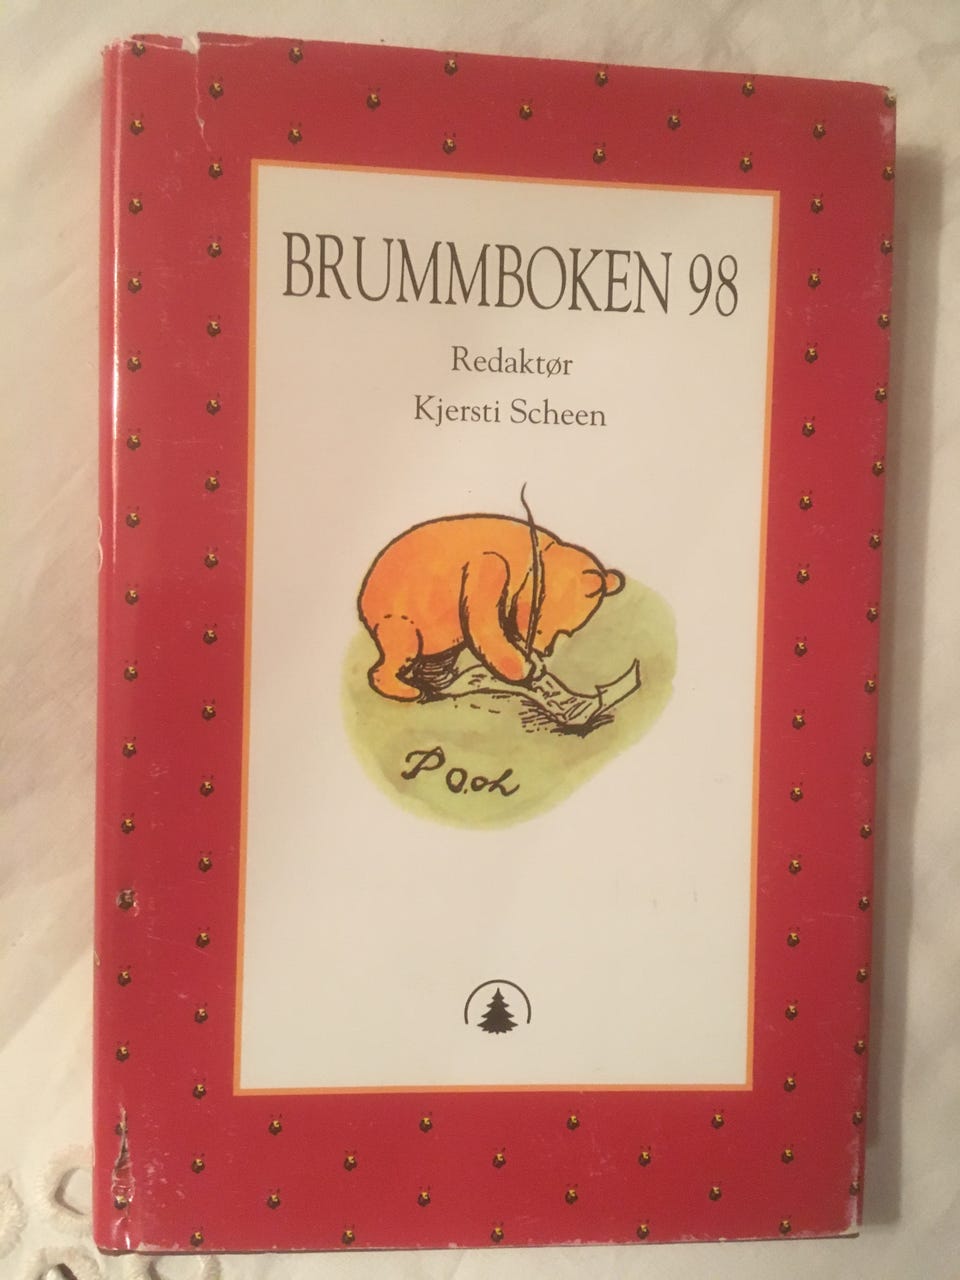 BRUMMBOKEN 98
Redaktør
Kjersti Scheen
Pooh